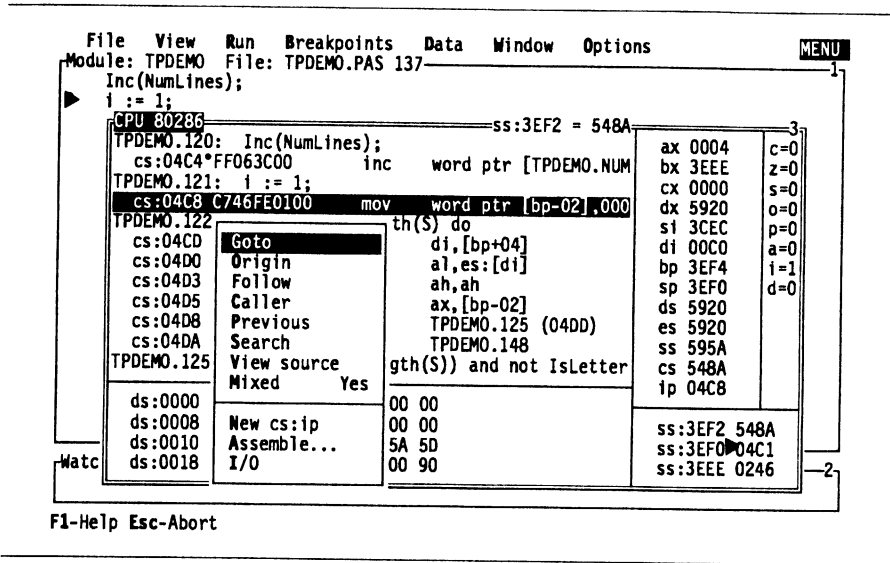 File View Run Breakpoints Data Window Options MENU
Module: TPDEMO File: TPDEMO.PAS 137 1
Inc(NumLines);
i := 1;
CPU 80286 ss:3EF2 = 548A 3
TPDEMO.120: Inc(NumLines);
cs:04C4•FF063C00 inc word ptr [TPDEMO.NUM
TPDEMO.121: i := 1;
cs:04C8 C746FE0100 mov word ptr [bp-02],000
TPDEMO.122 th(S) do
cs:04CD di,[bp+04]
cs:04D0 al,es:[di]
cs:04D3 ah,ah
cs:04D5 ax,[bp-02]
cs:04D8 TPDEMO.125 (04DD)
cs:04DA TPDEMO.148
TPDEMO.125 gth(S)) and not IsLetter
Goto
Origin
Follow
Caller
Previous
Search
View source
Mixed Yes
New cs:ip
Assemble...
I/O
ds:0000 00 00
ds:0008 00 00
ds:0010 5A 5D
ds:0018 00 90
ax 0004 c=0
bx 3EEE z=0
cx 0000 s=0
dx 5920 o=0
si 3CEC p=0
di 00C0 a=0
bp 3EF4 i=1
sp 3EF0 d=0
ds 5920
es 5920
ss 595A
cs 548A
ip 04C8
ss:3EF2 548A
ss:3EF0 04C1
ss:3EEE 0246
Watc 2
F1-Help Esc-Abort